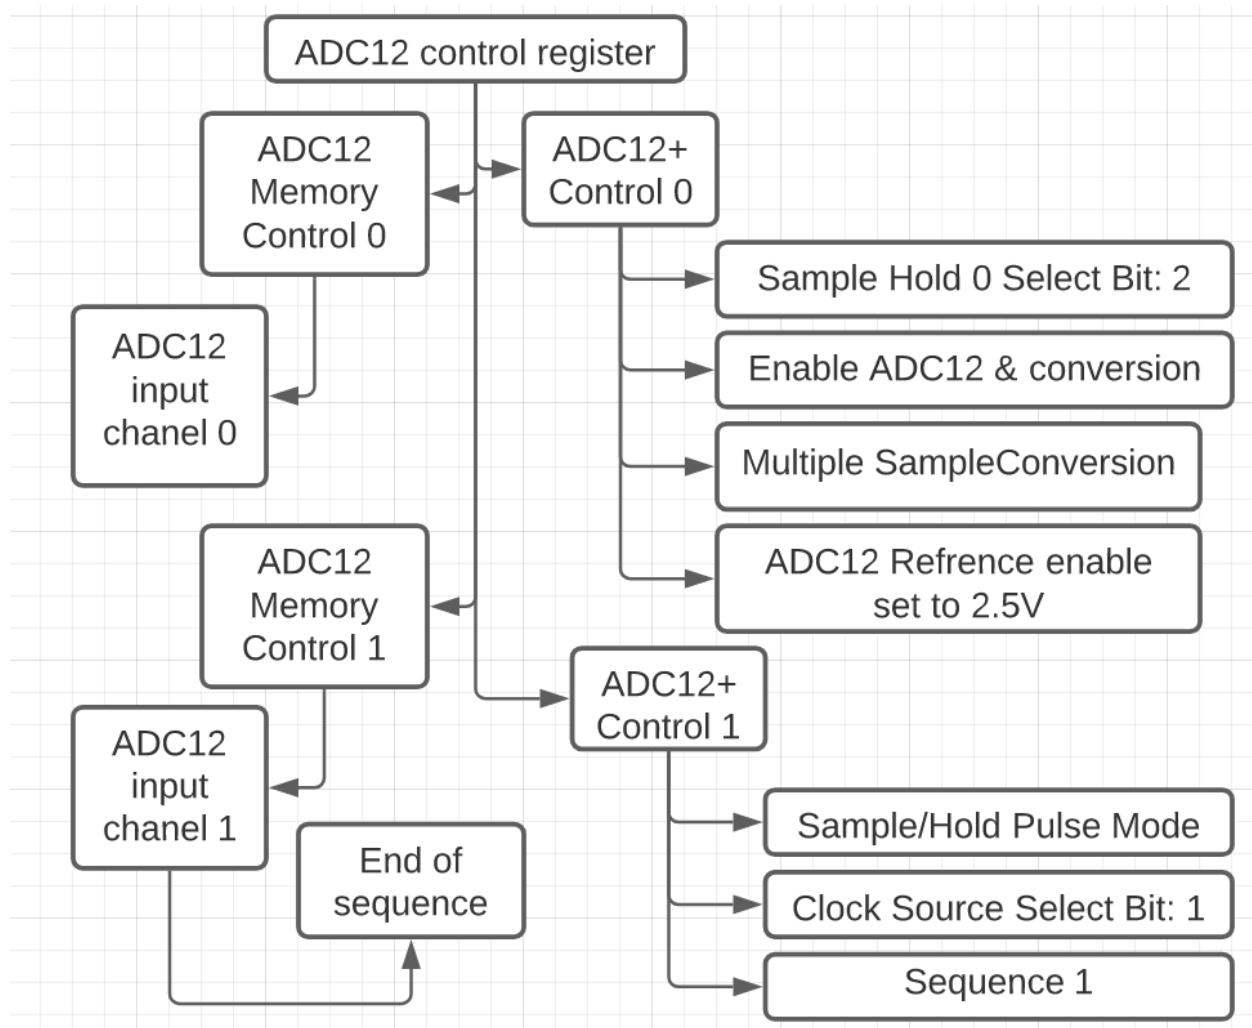 ADC12 control register
ADC12
Memory
Control 0
ADC12+
Control 0
Sample Hold 0 Select Bit: 2
ADC12
input
chanel 0
Enable ADC12 & conversion
Multiple SampleConversion
ADC12
Memory
Control 1
ADC12 Refrence enable
set to 2.5V
ADC12+
Control 1
ADC12
input
chanel 1
End of
sequence
Sample/Hold Pulse Mode
Clock Source Select Bit: 1
Sequence 1